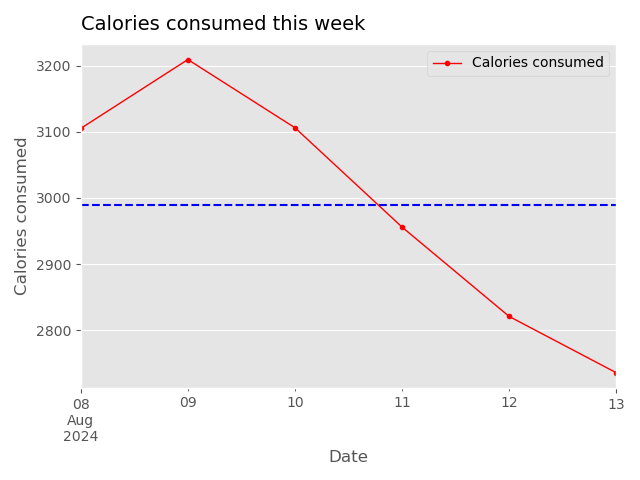 Calories consumed this week
Calories consumed
3200
3100
3000
2900
2800
Calories consumed
08
Aug
2024
09
10
11
12
13
Date